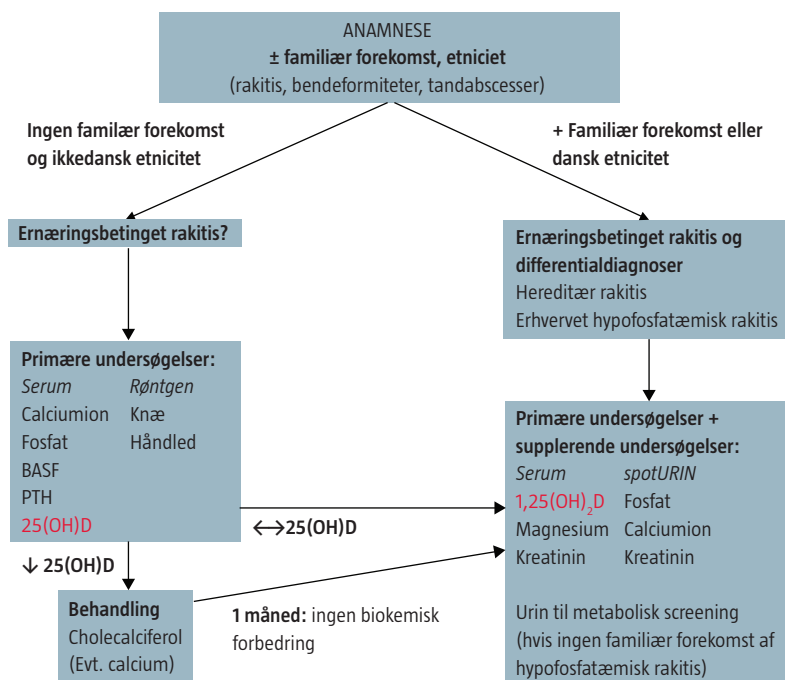 ANAMNESE
± familiær forekomst, etniciet
(rakitis, bendeformiteter, tandabscesser)
Ingen familær forekomst
og ikkedansk etnicitet
+ Familiær forekomst eller
dansk etnicitet
Ernæringsbetinget rakitis?
Ernæringsbetinget rakitis og
differentialdiagnoser
Hereditær rakitis
Erhvervet hypofosfatæmisk rakitis
Primære undersøgelser:
Serum Røntgen
Calciumion Knæ
Fosfat Håndled
BASF
PTH
25(OH)D
↔25(OH)D
↓ 25(OH)D
Primære undersøgelser +
supplerende undersøgelser:
Serum spotURIN
1,25(OH)₂D Fosfat
Magnesium Calciumion
Kreatinin Kreatinin
Urin til metabolisk screening
(hvis ingen familiær forekomst af
hypofosfatæmisk rakitis)
Behandling
Cholecalciferol
(Evt. calcium)
1 måned: ingen biokemisk
forbedring